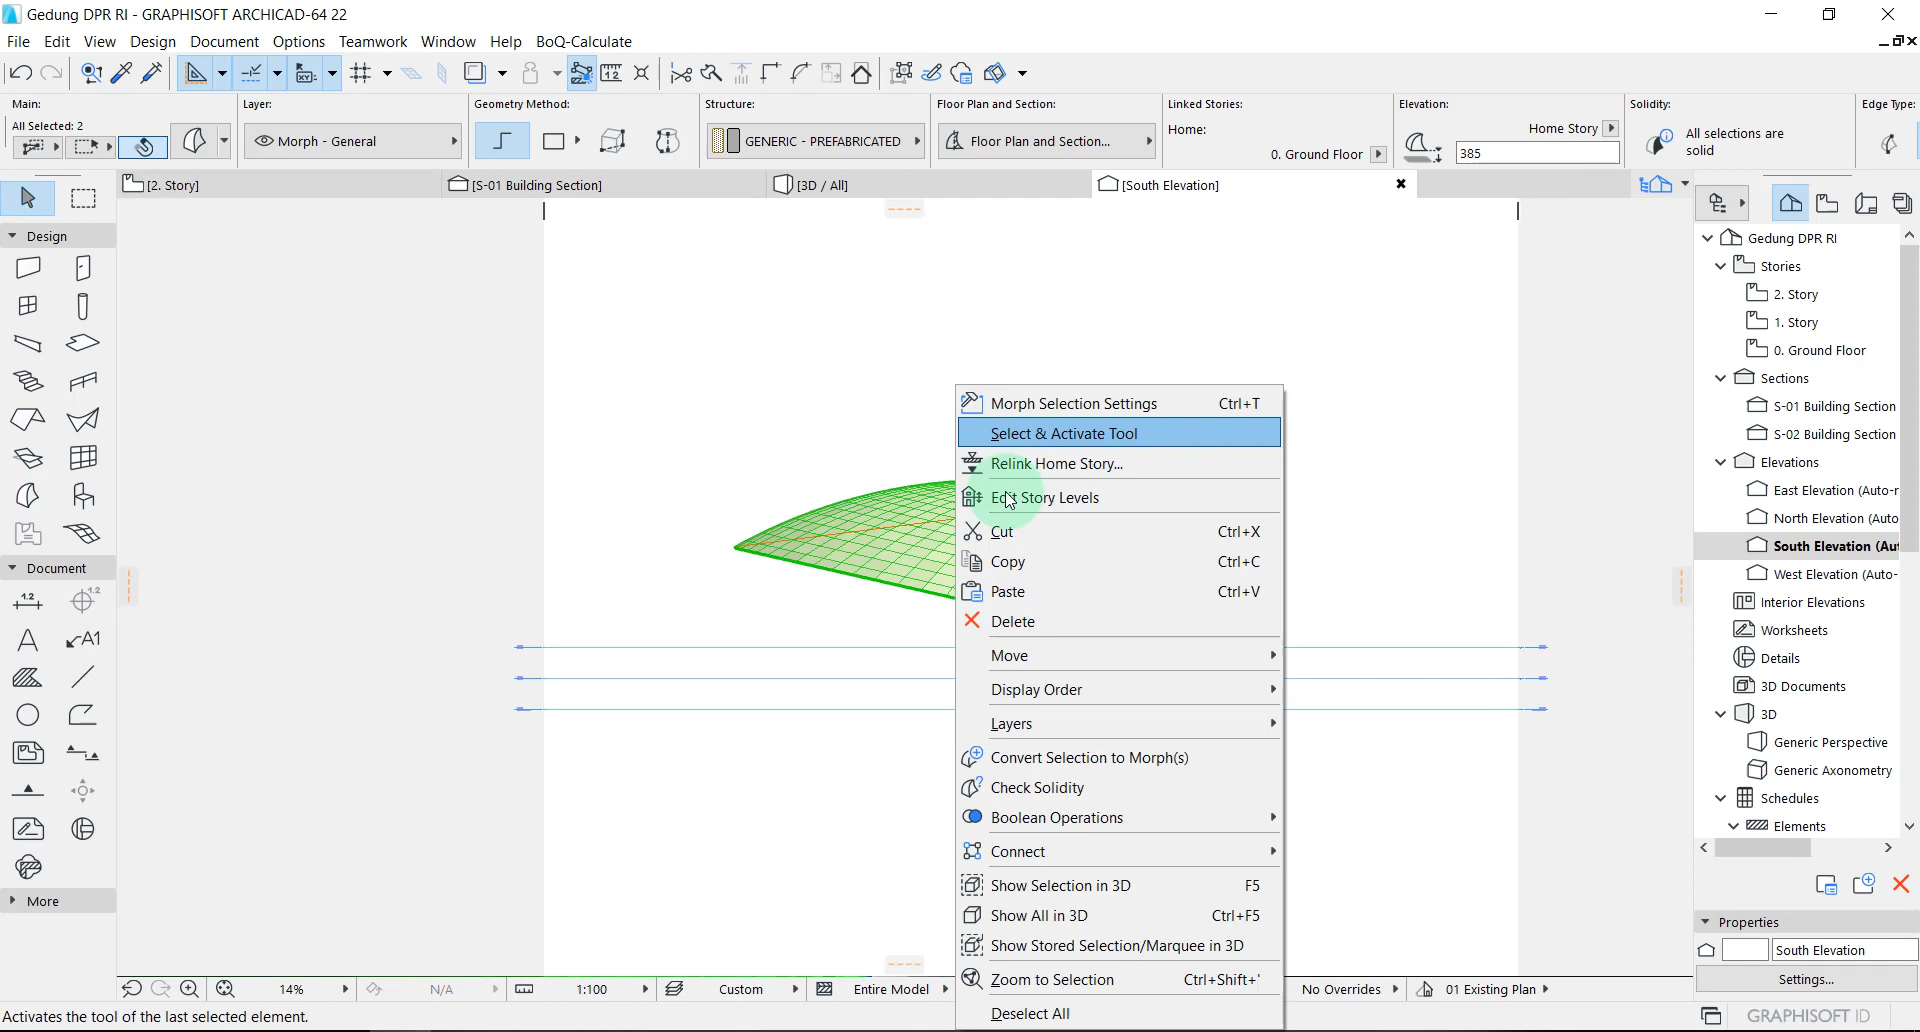 Gedung DPR RI - GRAPHISOFT ARCHICAD-64 22
File Edit View Design Document Options Teamwork Window Help BoQ-Calculate
Main:
All Selected: 2
Layer:
Morph - General
Geometry Method:
Structure:
GENERIC - PREFABRICATED
Floor Plan and Section:
Floor Plan and Section...
Linked Stories:
Home:
0. Ground Floor
Elevation:
Home Story
385
Solidity:
All selections are
solid
Edge Type:
[2. Story]
[S-01 Building Section]
[3D / All]
[South Elevation]
Design
Document
More
Morph Selection Settings Ctrl+T
Select & Activate Tool
Relink Home Story...
Edit Story Levels
Cut Ctrl+X
Copy Ctrl+C
Paste Ctrl+V
Delete
Move
Display Order
Layers
Convert Selection to Morph(s)
Check Solidity
Boolean Operations
Connect
Show Selection in 3D F5
Show All in 3D Ctrl+F5
Show Stored Selection/Marquee in 3D
Zoom to Selection Ctrl+Shift+'
Deselect All
Gedung DPR RI
Stories
2. Story
1. Story
0. Ground Floor
Sections
S-01 Building Section
S-02 Building Section
Elevations
East Elevation (Auto-r
North Elevation (Auto
South Elevation (Au
West Elevation (Auto-
Interior Elevations
Worksheets
Details
3D Documents
3D
Generic Perspective
Generic Axonometry
Schedules
Elements
Properties
South Elevation
Settings...
14% N/A 1:100 Custom Entire Model No Overrides 01 Existing Plan
Activates the tool of the last selected element.
GRAPHISOFT ID